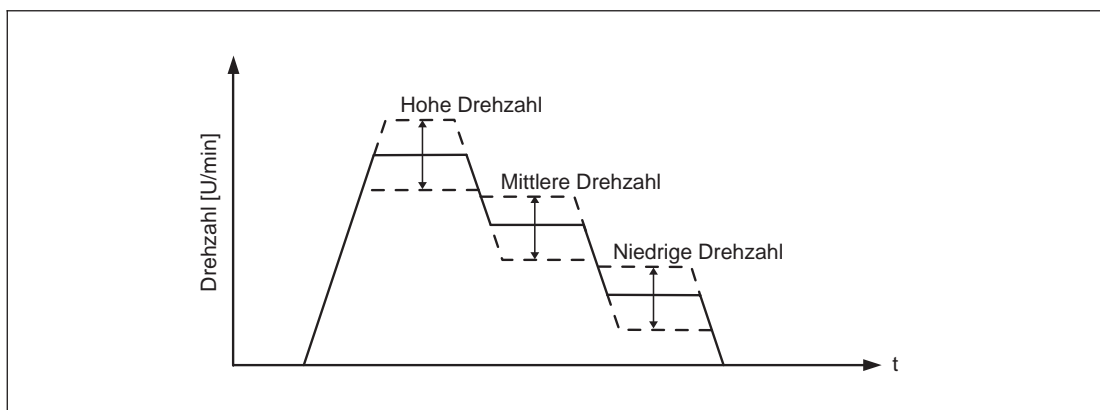 Drehzahl [U/min]
Hohe Drehzahl
Mittlere Drehzahl
Niedrige Drehzahl
t